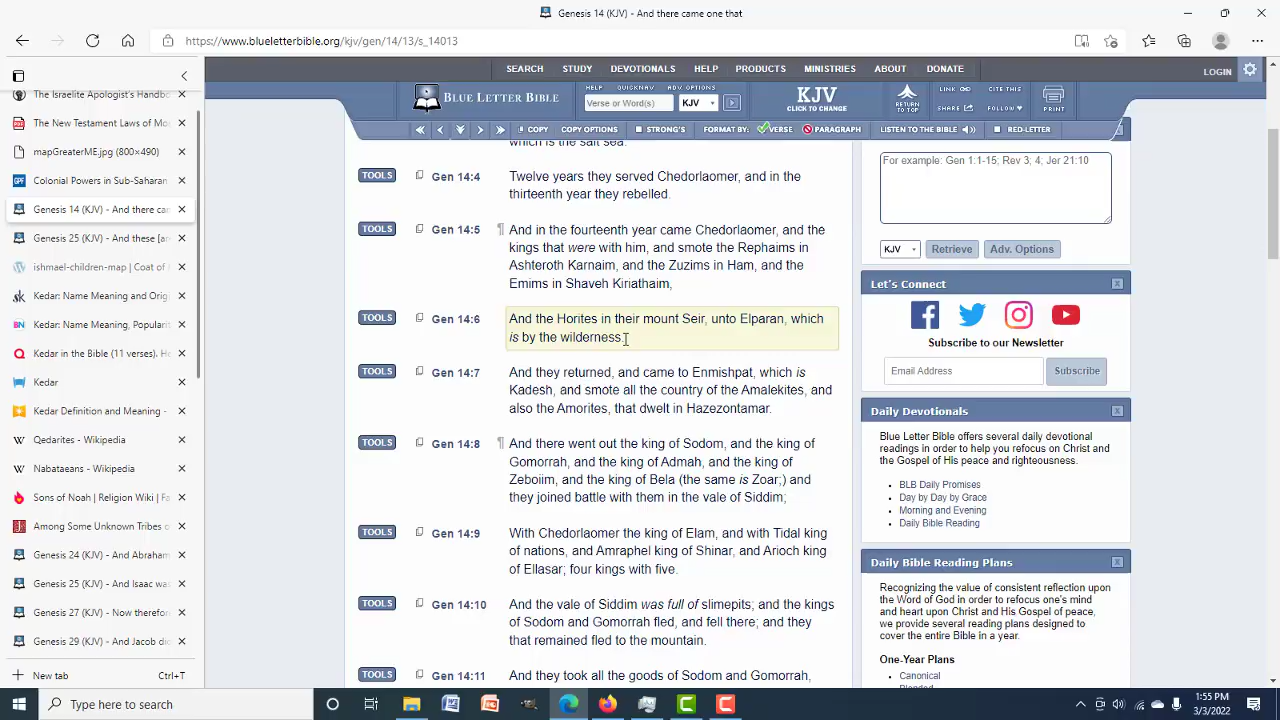 Genesis 14 (KJV) - And there came one that
https://www.blueletterbible.org/kjv/gen/14/13/s_14013
The Israelite Apologist's Handb
The New Testament Laws of Mo
mapGreaterME.jpg (800×490)
Colonial Powers in Sub-Saharan
Genesis 14 (KJV) - And there ca
Genesis 25 (KJV) - And these [ar
ishmael-children-map | Coat of
Kedar: Name Meaning and Origi
Kedar: Name Meaning, Populari
Kedar in the Bible (11 verses), Ho
Kedar
Kedar Definition and Meaning -
Qedarites - Wikipedia
Nabataeans - Wikipedia
Sons of Noah | Religion Wiki | Fa
Among Some Unknown Tribes o
Genesis 24 (KJV) - And Abraham
Genesis 25 (KJV) - And Isaac wa
Genesis 27 (KJV) - Now therefor
Genesis 29 (KJV) - And Jacob di
New tab Ctrl+T
SEARCH STUDY DEVOTIONALS HELP PRODUCTS MINISTRIES ABOUT DONATE
LOGIN
BLUE LETTER BIBLE
HELP QUICKNAV ADV. OPTIONS
Verse or Word(s) KJV
KJV
CLICK TO CHANGE
RETURN TO TOP
LINK CITE THIS
SHARE FOLLOW
PRINT
COPY COPY OPTIONS STRONG'S FORMAT BY: VERSE PARAGRAPH LISTEN TO THE BIBLE RED-LETTER
which is the salt sea.
TOOLS Gen 14:4 Twelve years they served Chedorlaomer, and in the
thirteenth year they rebelled.
TOOLS Gen 14:5 ¶ And in the fourteenth year came Chedorlaomer, and the
kings that were with him, and smote the Rephaims in
Ashteroth Karnaim, and the Zuzims in Ham, and the
Emims in Shaveh Kiriathaim,
TOOLS Gen 14:6 And the Horites in their mount Seir, unto Elparan, which
is by the wilderness.
TOOLS Gen 14:7 And they returned, and came to Enmishpat, which is
Kadesh, and smote all the country of the Amalekites, and
also the Amorites, that dwelt in Hazezontamar.
TOOLS Gen 14:8 ¶ And there went out the king of Sodom, and the king of
Gomorrah, and the king of Admah, and the king of
Zeboiim, and the king of Bela (the same is Zoar;) and
they joined battle with them in the vale of Siddim;
TOOLS Gen 14:9 With Chedorlaomer the king of Elam, and with Tidal king
of nations, and Amraphel king of Shinar, and Arioch king
of Ellasar; four kings with five.
TOOLS Gen 14:10 And the vale of Siddim was full of slimepits; and the kings
of Sodom and Gomorrah fled, and fell there; and they
that remained fled to the mountain.
TOOLS Gen 14:11 And they took all the goods of Sodom and Gomorrah,
For example: Gen 1:1-15; Rev 3; 4; Jer 21:10
KJV Retrieve Adv. Options
Let's Connect
Subscribe to our Newsletter
Email Address Subscribe
Daily Devotionals
Blue Letter Bible offers several daily devotional
readings in order to help you refocus on Christ and
the Gospel of His peace and righteousness.
BLB Daily Promises
Day by Day by Grace
Morning and Evening
Daily Bible Reading
Daily Bible Reading Plans
Recognizing the value of consistent reflection upon
the Word of God in order to refocus one's mind
and heart upon Christ and His Gospel of peace,
we provide several reading plans designed to
cover the entire Bible in a year.
One-Year Plans
Canonical
Type here to search
1:55 PM
3/3/2022